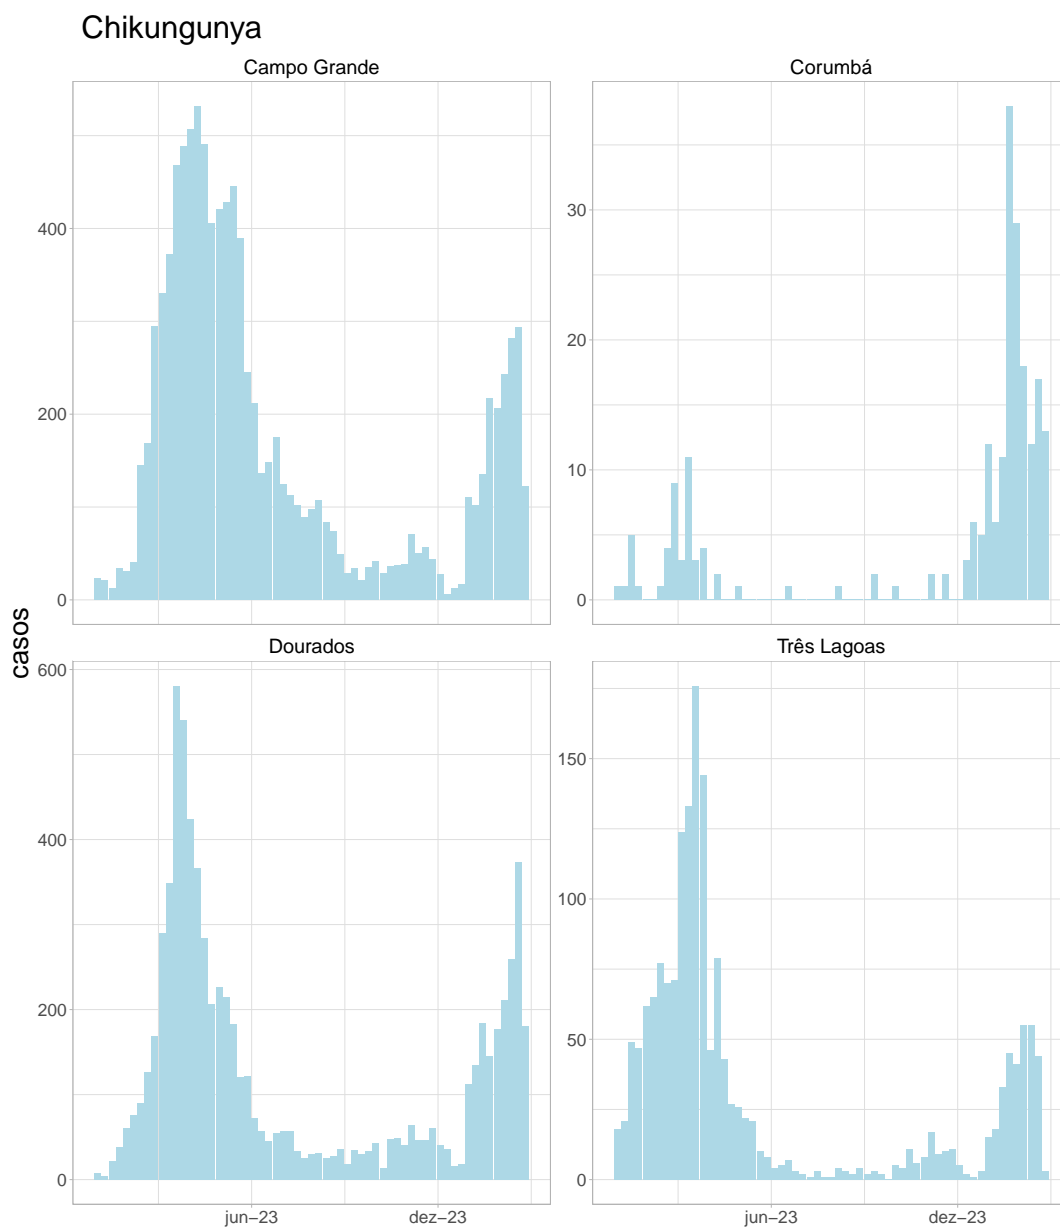 Chikungunya
Campo Grande
Corumbá
400
200
0
30
20
10
0
casos
Dourados
Três Lagoas
600
400
200
0
150
100
50
0
jun–23
dez–23
jun–23
dez–23